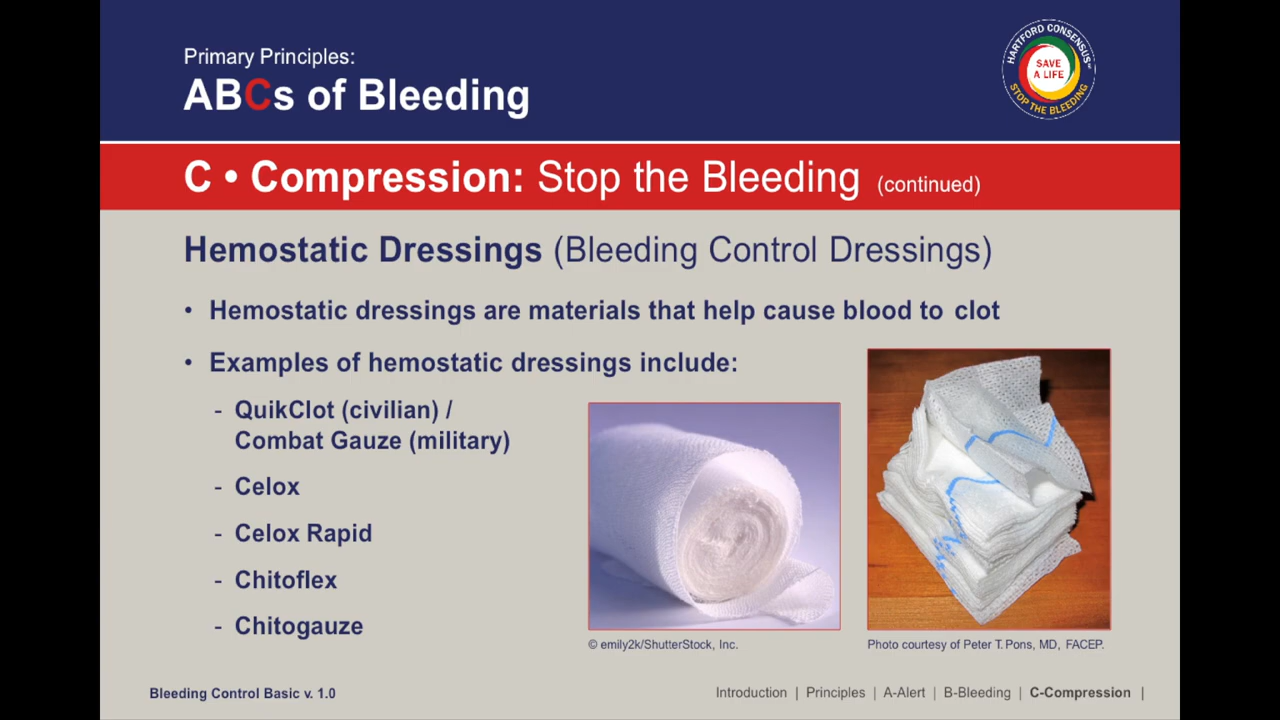 Primary Principles:
ABCs of Bleeding
HARTFORD CONSENSUS™
SAVE
A LIFE
STOP THE BLEEDING
C • Compression: Stop the Bleeding (continued)
Hemostatic Dressings (Bleeding Control Dressings)
• Hemostatic dressings are materials that help cause blood to clot
• Examples of hemostatic dressings include:
- QuikClot (civilian) /
Combat Gauze (military)
- Celox
- Celox Rapid
- Chitoflex
- Chitogauze
© emily2k/ShutterStock, Inc.
Photo courtesy of Peter T. Pons, MD, FACEP.
Bleeding Control Basic v. 1.0
Introduction | Principles | A-Alert | B-Bleeding | C-Compression |